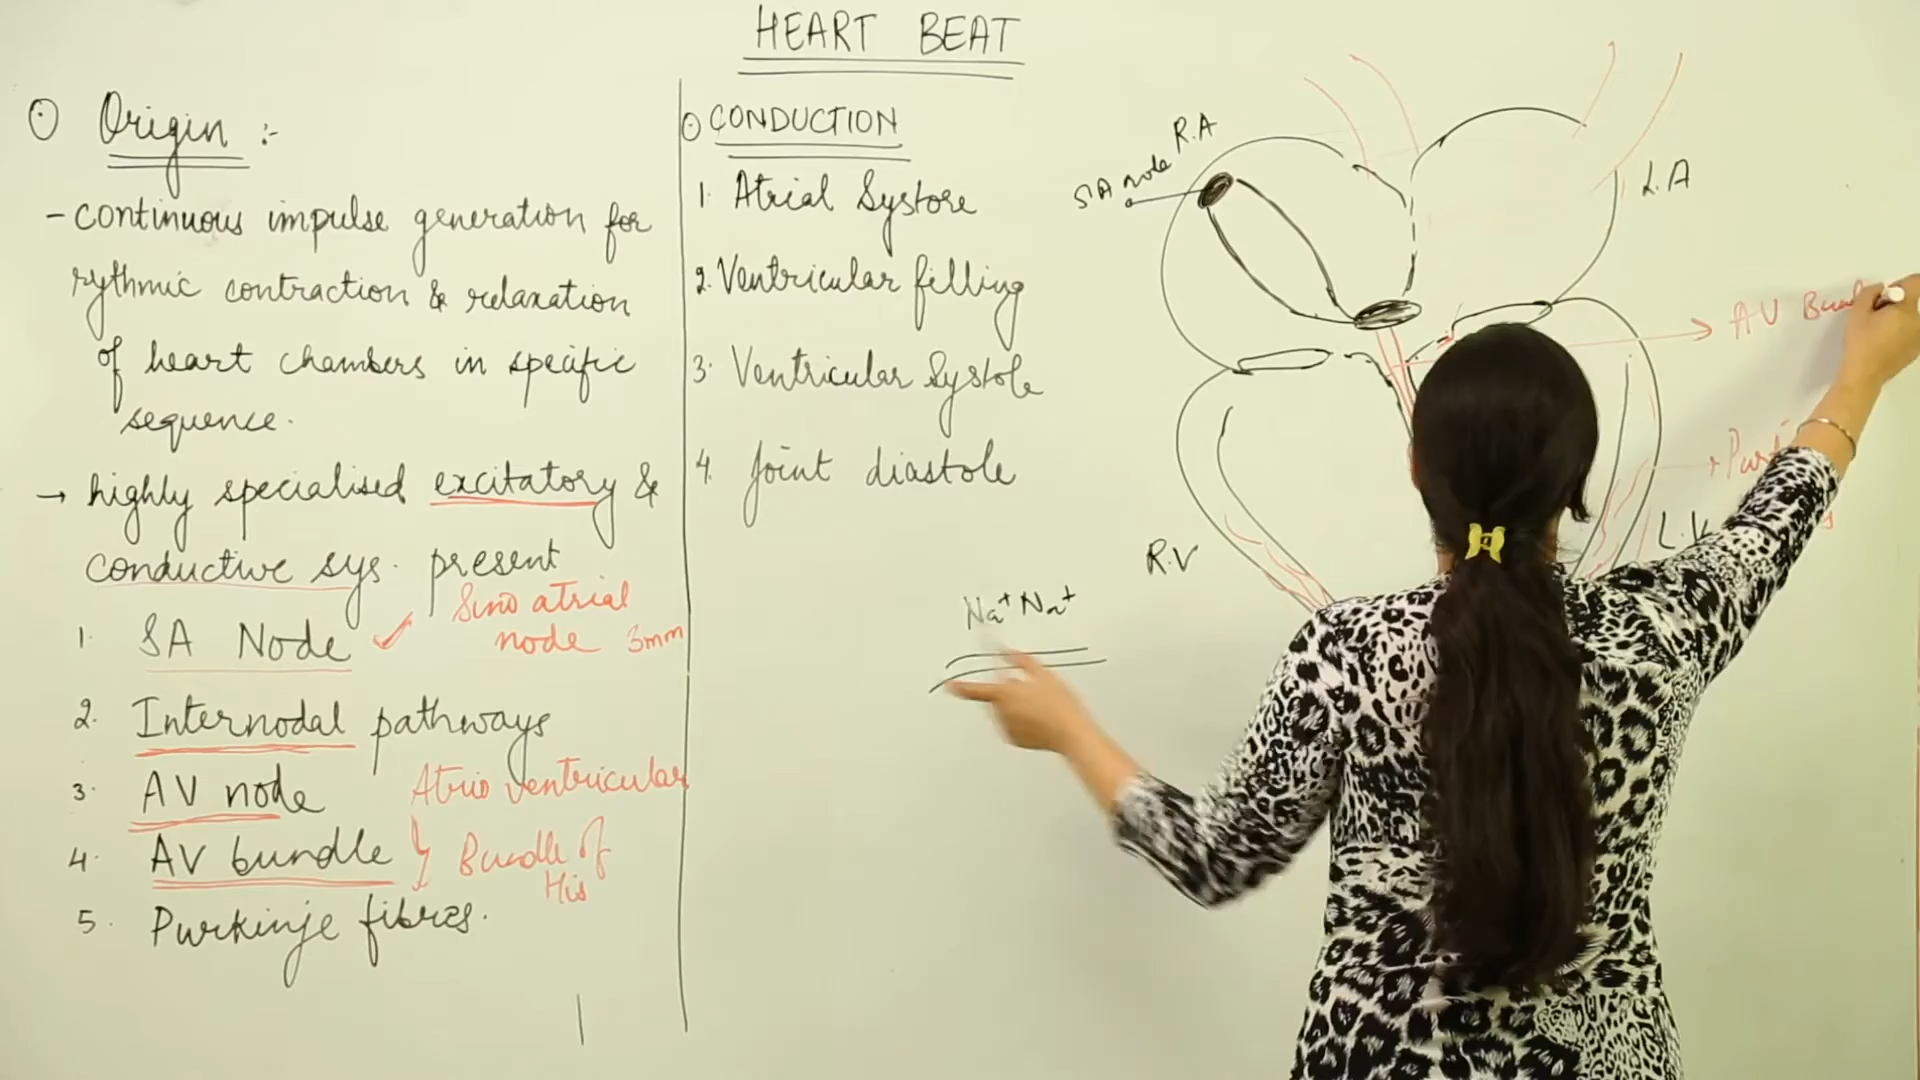 HEART BEAT
Origin :-
- continuous impulse generation for
rythmic contraction & relaxation
of heart chambers in specific
sequence.
→ highly specialised excitatory &
conductive sys. present
1. SA Node ✓ Sino atrial
node 3mm
2. Internodal pathways
3. AV node Atrio ventricular
4. AV bundle } Bundle of
His
5. Purkinje fibres.
CONDUCTION
1. Atrial Systore
2. Ventricular filling
3. Ventricular Systole
4. Joint diastole
Na+ Na+
R.A
SA node
L.A
AV
R.V
L.V